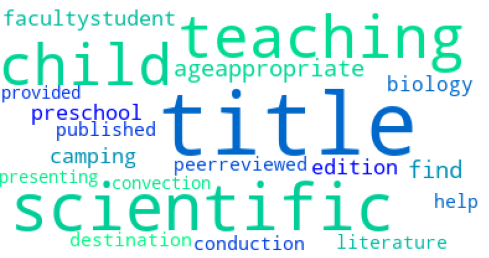 facultystudent
teaching
child
ageappropriate
biology
provided
preschool
title
published
camping
peerreviewed
edition
find
presenting
convection
scientific
help
destination
conduction
literature